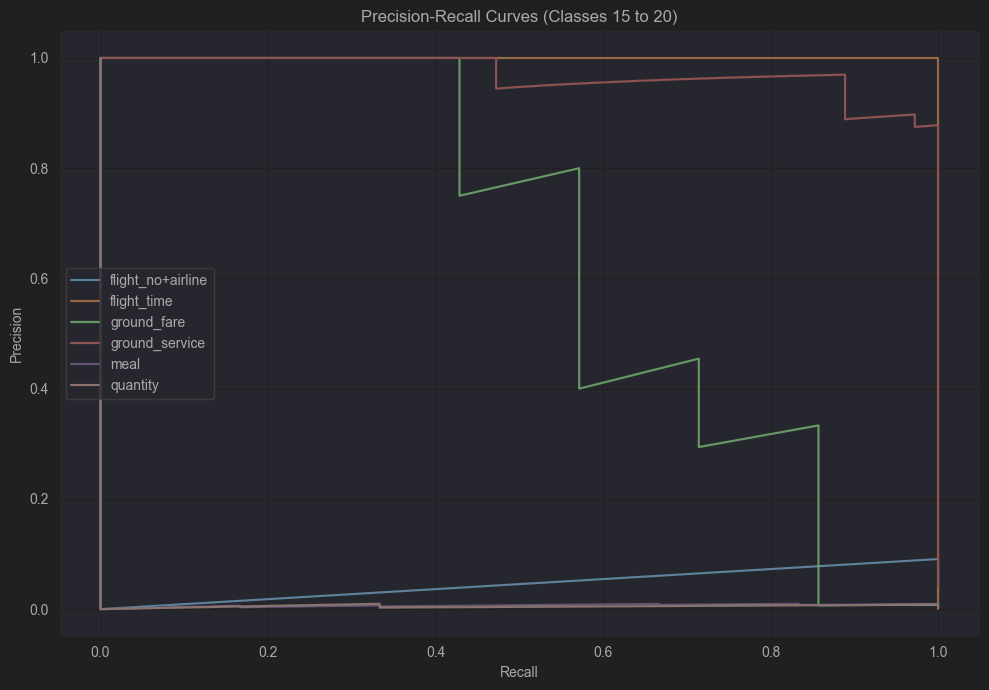 Precision-Recall Curves (Classes 15 to 20)
1.0
0.8
0.6
0.4
0.2
0.0
Precision
flight_no+airline
flight_time
ground_fare
ground_service
meal
quantity
0.0 0.2 0.4 0.6 0.8 1.0
Recall